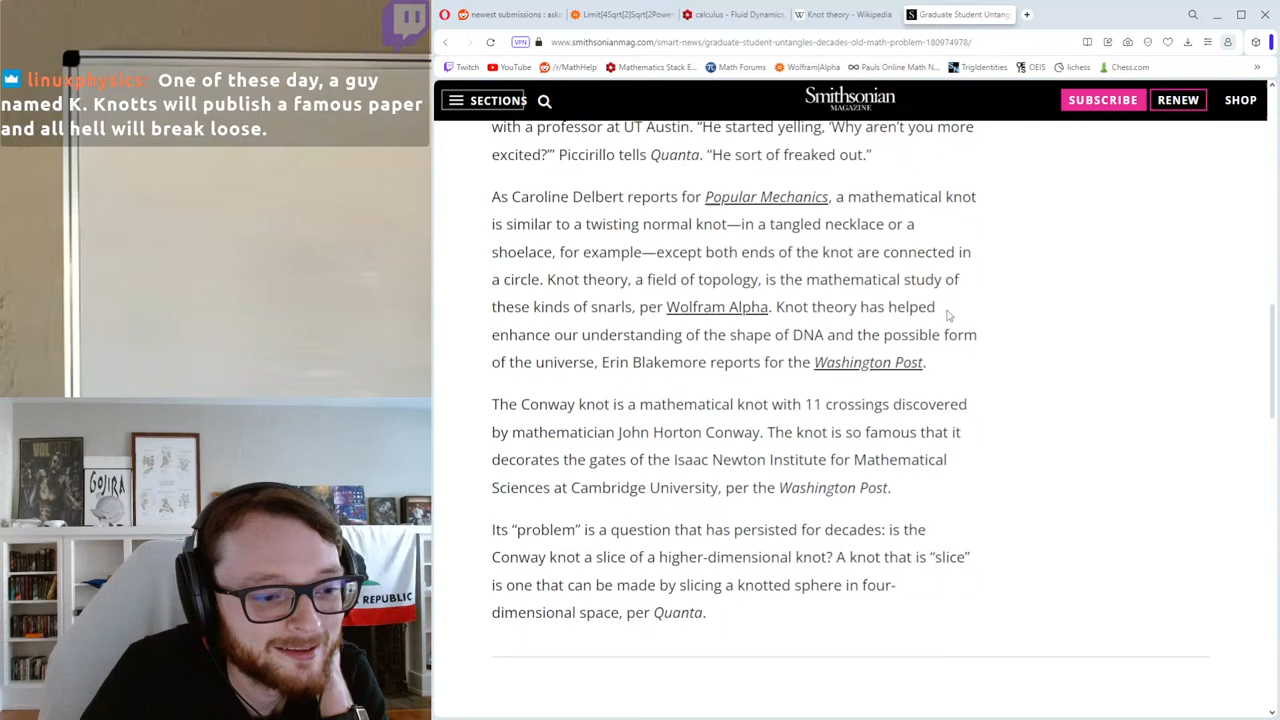 linuxphysics: One of these day, a guy
named K. Knotts will publish a famous paper
and all hell will break loose.
GOJIRA
VOL
REPUBLIC
newest submissions : ask
Limit[4Sqrt[2]Sqrt[2Power
calculus - Fluid Dynamics
Knot theory - Wikipedia
Graduate Student Untang
VPN
www.smithsonianmag.com/smart-news/graduate-student-untangles-decades-old-math-problem-180974978/
Twitch
YouTube
/r/MathHelp
Mathematics Stack E...
Math Forums
Wolfram|Alpha
Pauls Online Math N...
TrigIdentities
OEIS
lichess
Chess.com
SECTIONS
Smithsonian
MAGAZINE
SUBSCRIBE
RENEW
SHOP
with a professor at UT Austin. “He started yelling, ‘Why aren’t you more
excited?’” Piccirillo tells Quanta. “He sort of freaked out.”
As Caroline Delbert reports for Popular Mechanics, a mathematical knot
is similar to a twisting normal knot—in a tangled necklace or a
shoelace, for example—except both ends of the knot are connected in
a circle. Knot theory, a field of topology, is the mathematical study of
these kinds of snarls, per Wolfram Alpha. Knot theory has helped
enhance our understanding of the shape of DNA and the possible form
of the universe, Erin Blakemore reports for the Washington Post.
The Conway knot is a mathematical knot with 11 crossings discovered
by mathematician John Horton Conway. The knot is so famous that it
decorates the gates of the Isaac Newton Institute for Mathematical
Sciences at Cambridge University, per the Washington Post.
Its “problem” is a question that has persisted for decades: is the
Conway knot a slice of a higher-dimensional knot? A knot that is “slice”
is one that can be made by slicing a knotted sphere in four-
dimensional space, per Quanta.